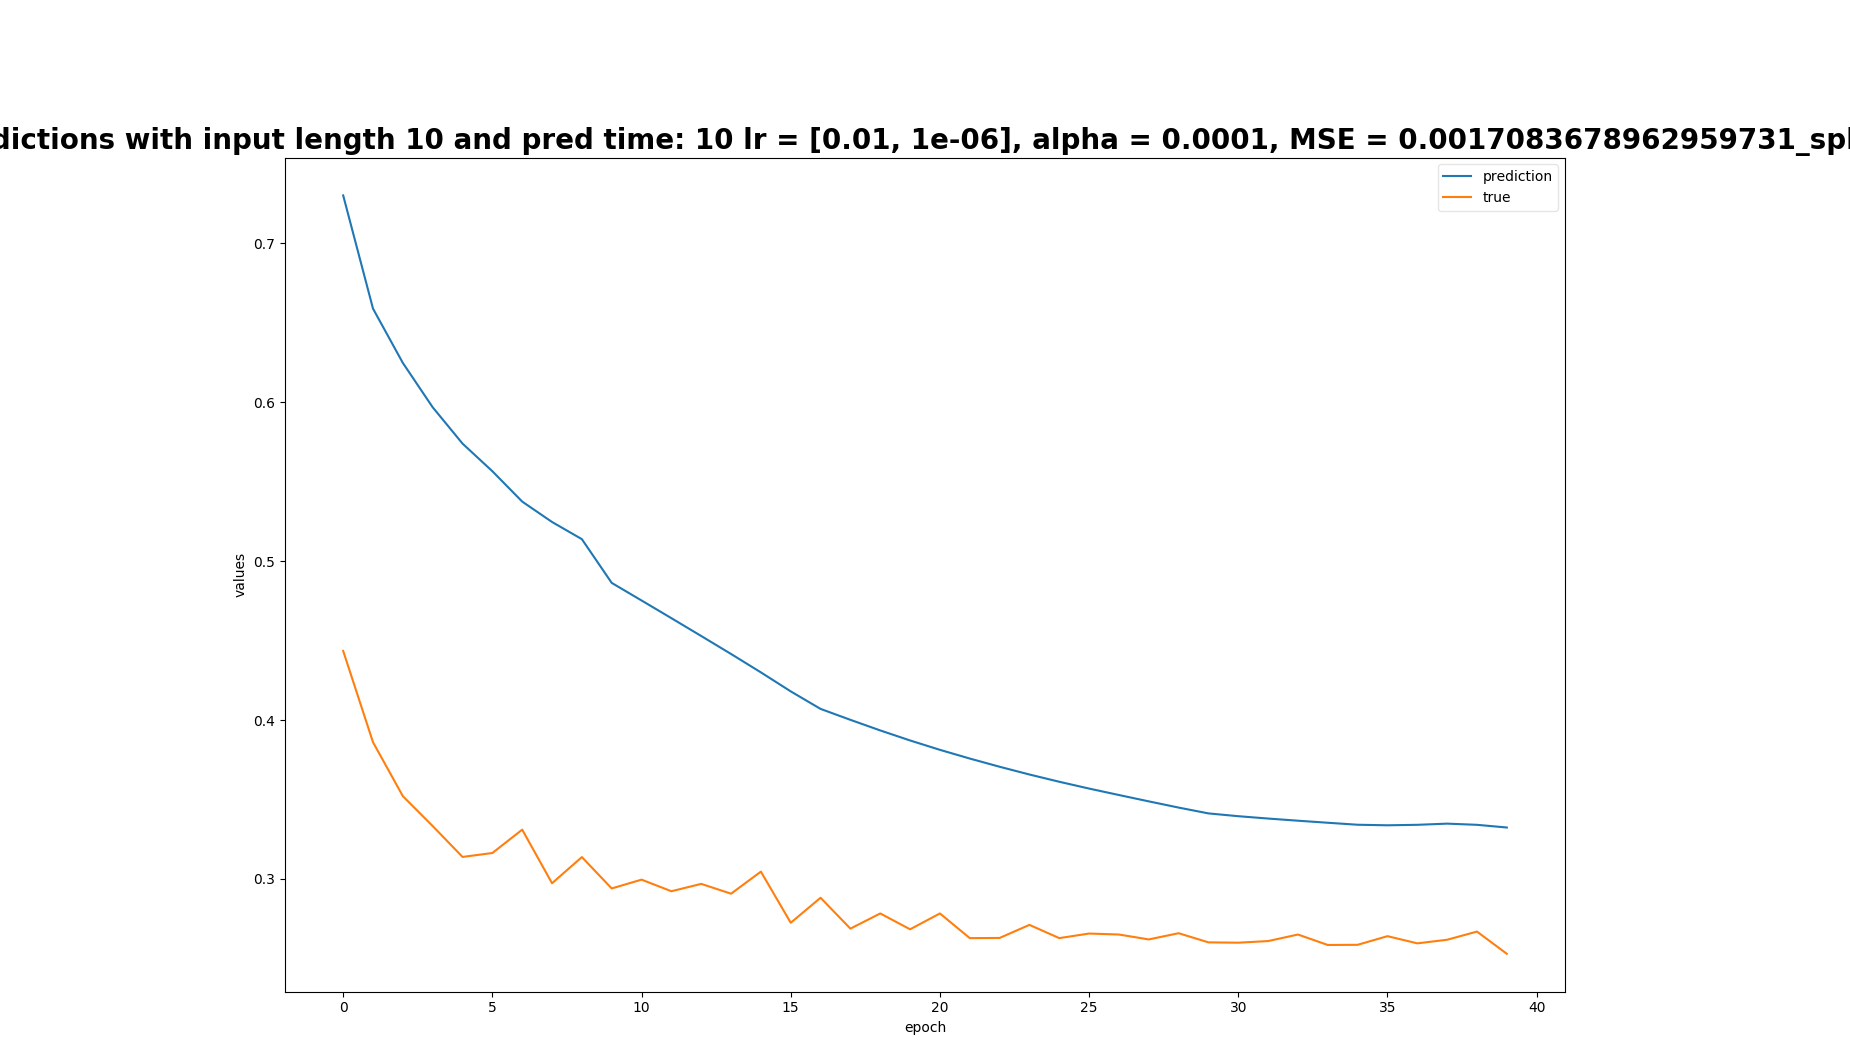 dictions with input length 10 and pred time: 10 lr = [0.01, 1e-06], alpha = 0.0001, MSE = 0.0017083678962959731_spl
prediction
true
0.7
0.6
0.5
0.4
0.3
values
0 5 10 15 20 25 30 35 40
epoch